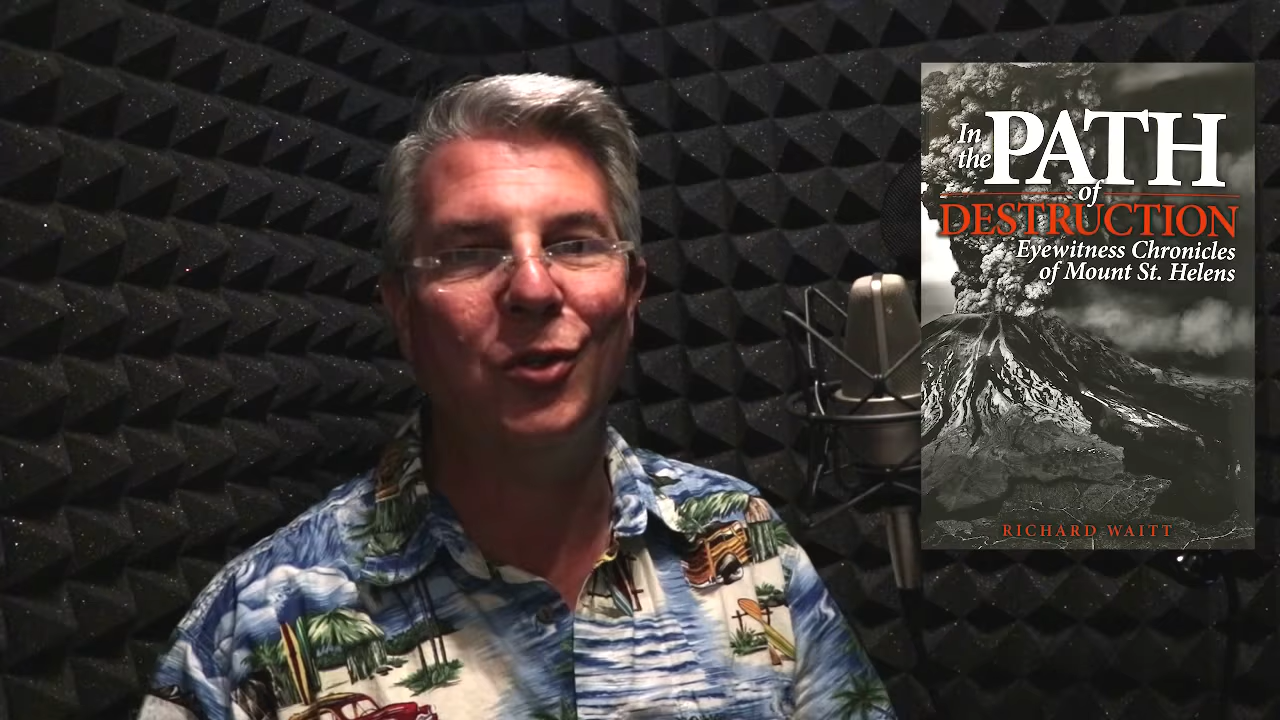 In
the PATH
of
DESTRUCTION
Eyewitness Chronicles
of Mount St. Helens
RICHARD WAITT